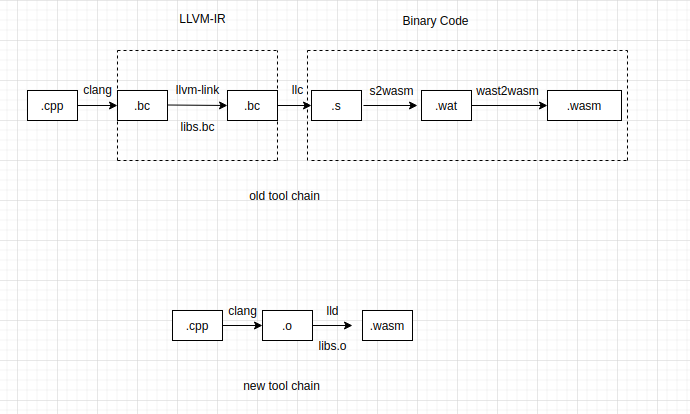 LLVM-IR
Binary Code
clang
llvm-link
llc
s2wasm
wast2wasm
.cpp
.bc
.bc
.s
.wat
.wasm
libs.bc
old tool chain
clang
lld
.cpp
.o
.wasm
libs.o
new tool chain